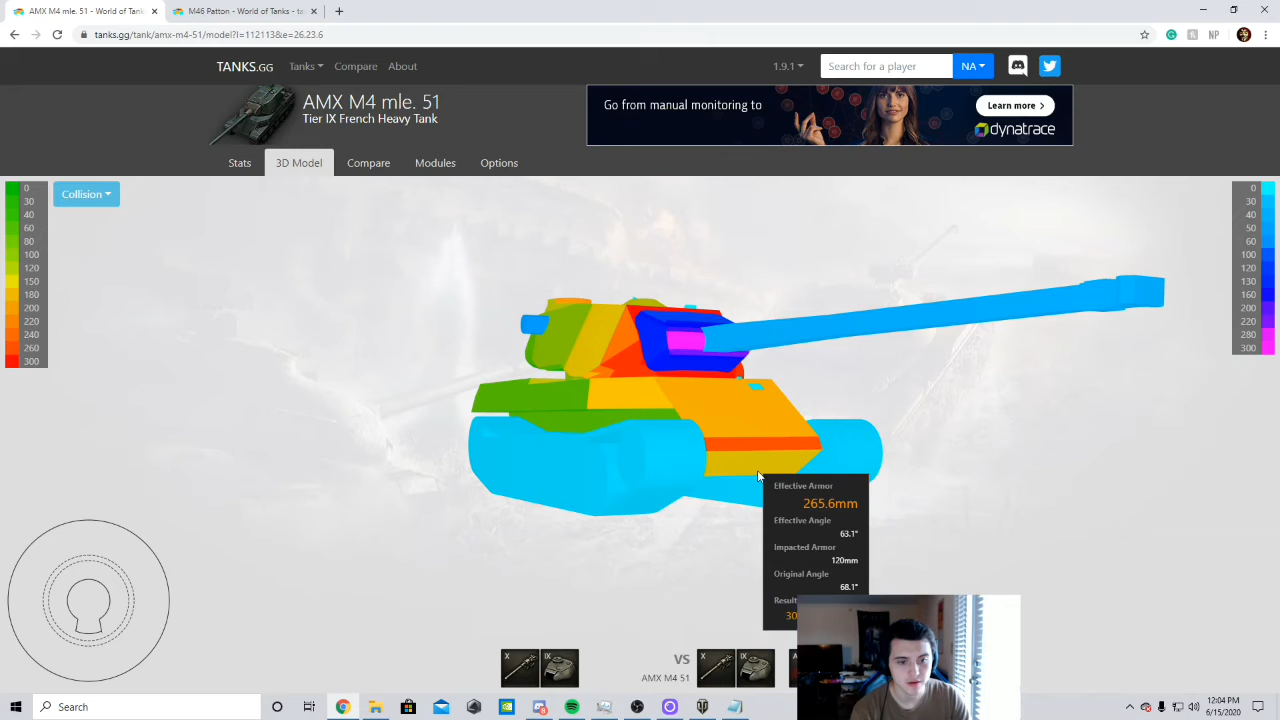 AMX M4 mle. 51 - World of Tank
M46 Patton - World of Tanks - ta
tanks.gg/tank/amx-m4-51/model?l=112113&e=26.23.6
NP
TANKS.GG
Tanks
Compare
About
1.9.1
Search for a player
NA
AMX M4 mle. 51
Tier IX French Heavy Tank
Go from manual monitoring to
Learn more
dynatrace
Stats
3D Model
Compare
Modules
Options
Collision
0
30
40
60
80
100
120
150
180
200
220
240
260
300
0
30
40
50
60
100
120
130
160
200
220
280
300
Effective Armor
265.6mm
Effective Angle
63.1°
Impacted Armor
120mm
Original Angle
68.1°
Result
30
X
IX
VS
AMX M4 51
X
IX
Search
12:04 PM
6/15/2020